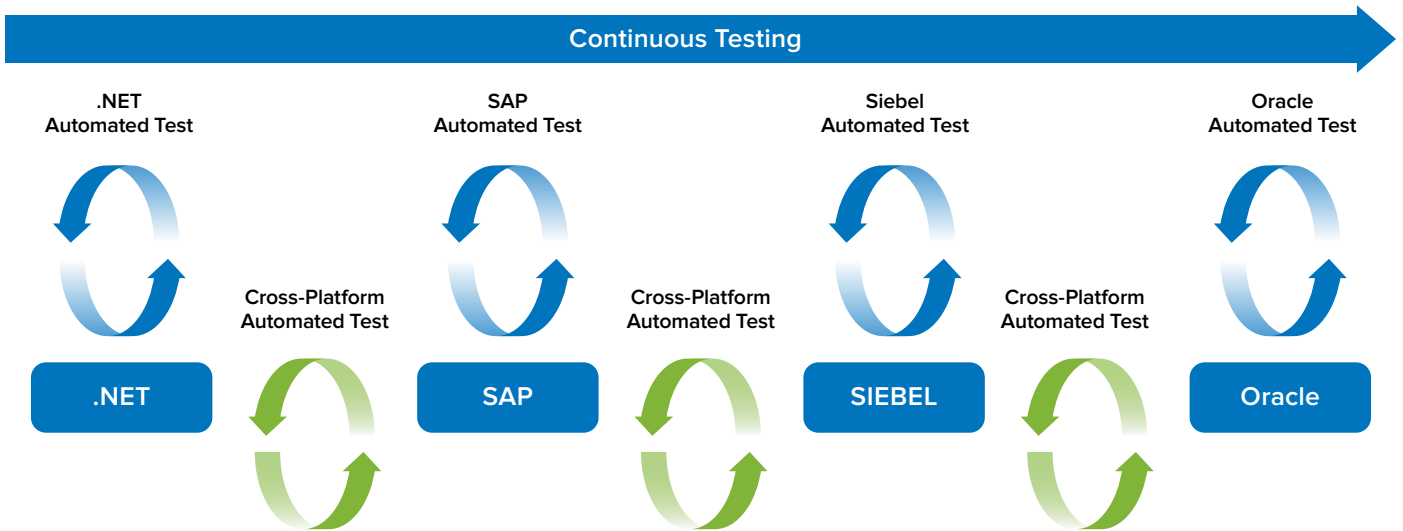 Continuous Testing
.NET
Automated Test
SAP
Automated Test
Siebel
Automated Test
Oracle
Automated Test
Cross-Platform
Automated Test
Cross-Platform
Automated Test
Cross-Platform
Automated Test
.NET
SAP
SIEBEL
Oracle